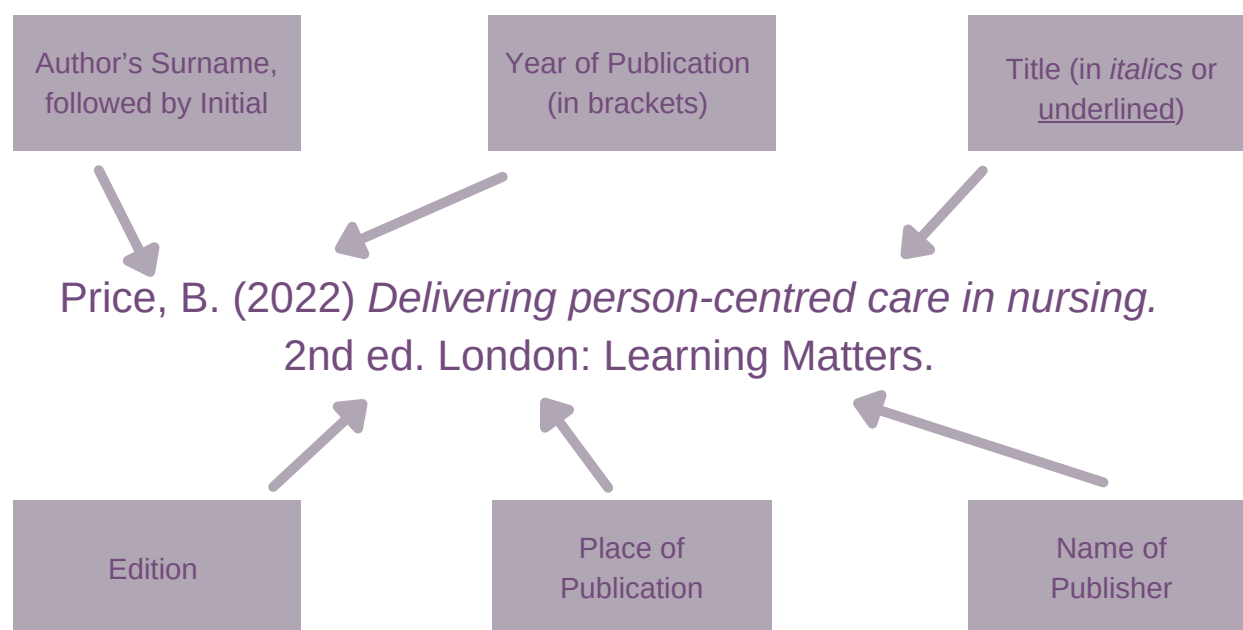 Author’s Surname,
followed by Initial
Year of Publication
(in brackets)
Title (in italics or
underlined)
Price, B. (2022) Delivering person-centred care in nursing.
2nd ed. London: Learning Matters.
Edition
Place of
Publication
Name of
Publisher